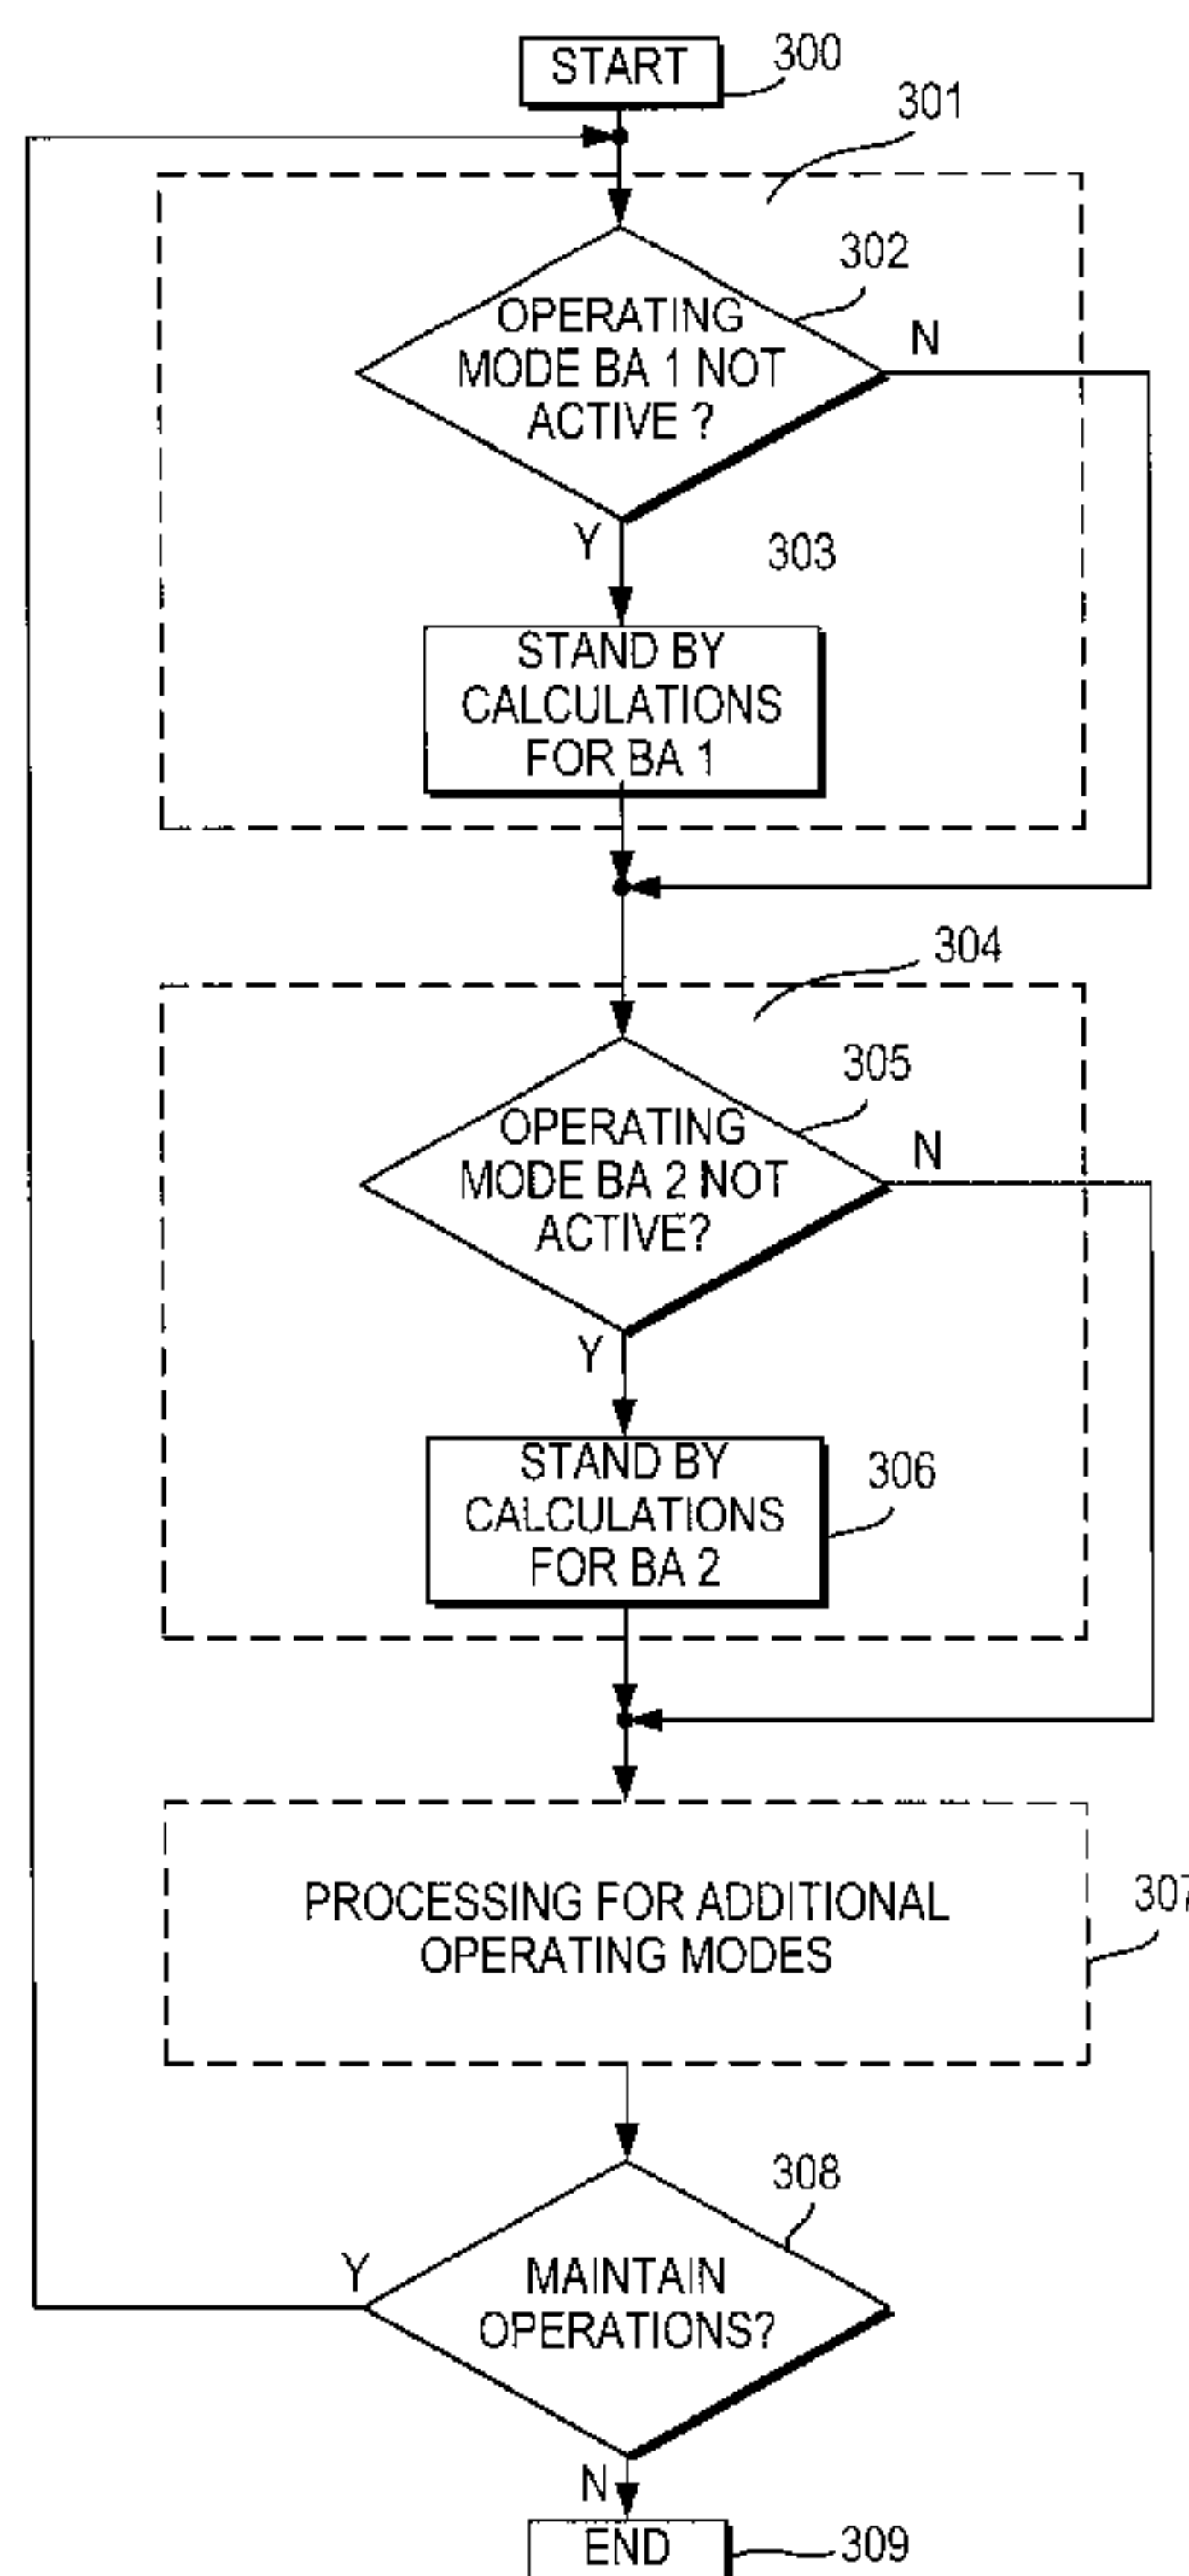 START
300
301
302
OPERATING
MODE BA 1 NOT
ACTIVE ?
N
Y
303
STAND BY
CALCULATIONS
FOR BA 1
304
305
OPERATING
MODE BA 2 NOT
ACTIVE?
N
Y
STAND BY
CALCULATIONS
FOR BA 2
306
PROCESSING FOR ADDITIONAL
OPERATING MODES
307
308
Y
MAINTAIN
OPERATIONS?
N
END
309